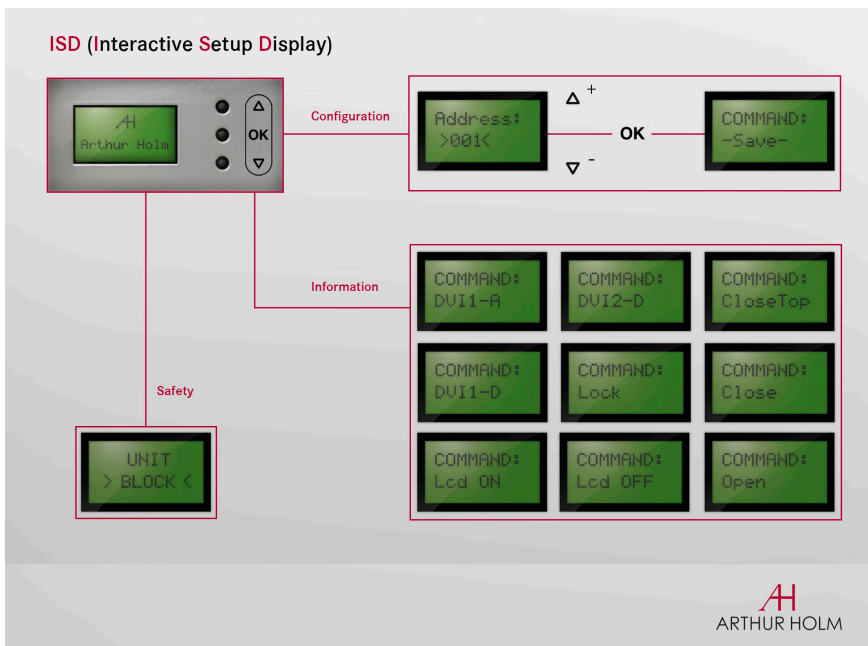 ISD (Interactive Setup Display)
AH
Arthur Holm
OK
Configuration
Address:
>001<
+
OK
-
COMMAND:
-Save-
Information
COMMAND:
DVI1-A
COMMAND:
DVI2-D
COMMAND:
CloseTop
COMMAND:
DVI1-D
COMMAND:
Lock
COMMAND:
Close
COMMAND:
Lcd ON
COMMAND:
Lcd OFF
COMMAND:
Open
Safety
UNIT
> BLOCK <
AH
ARTHUR HOLM